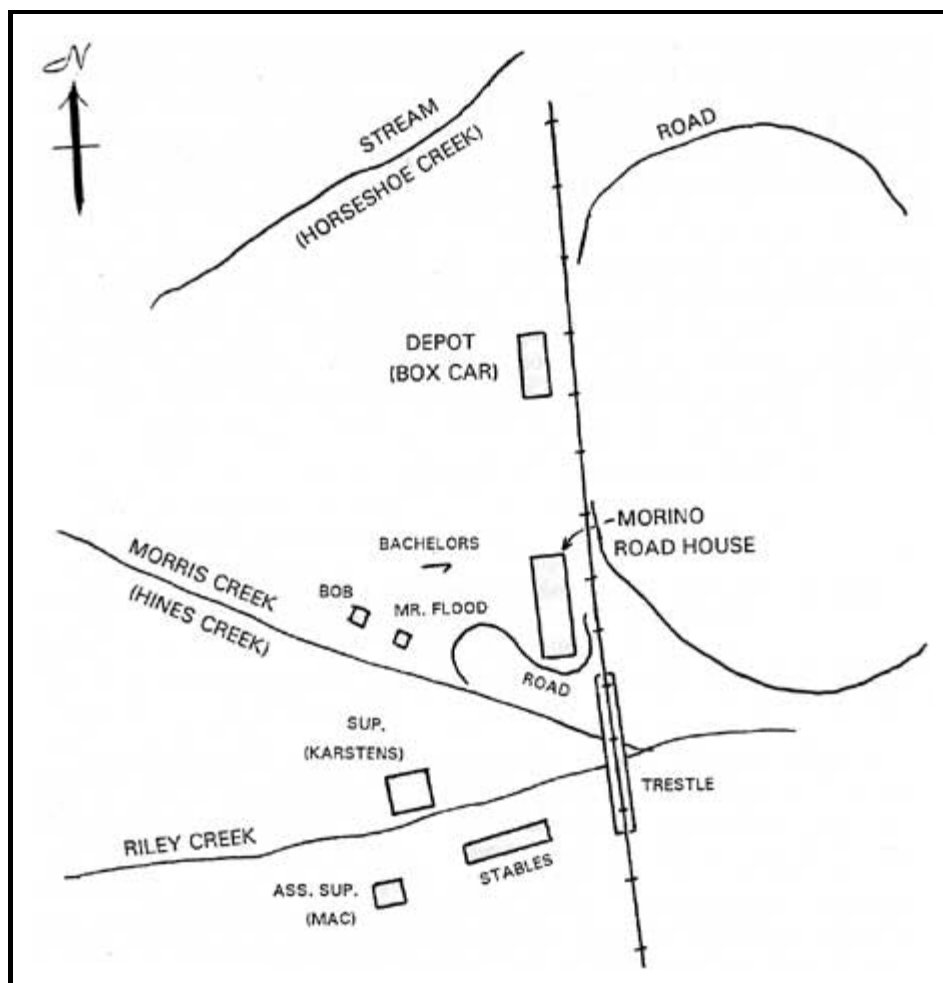 N
STREAM
(HORSESHOE CREEK)
ROAD
DEPOT
(BOX CAR)
MORINO
ROAD HOUSE
BACHELORS
MORRIS CREEK
(HINES CREEK)
BOB
MR. FLOOD
ROAD
SUP.
(KARSTENS)
TRESTLE
RILEY CREEK
STABLES
ASS. SUP.
(MAC)